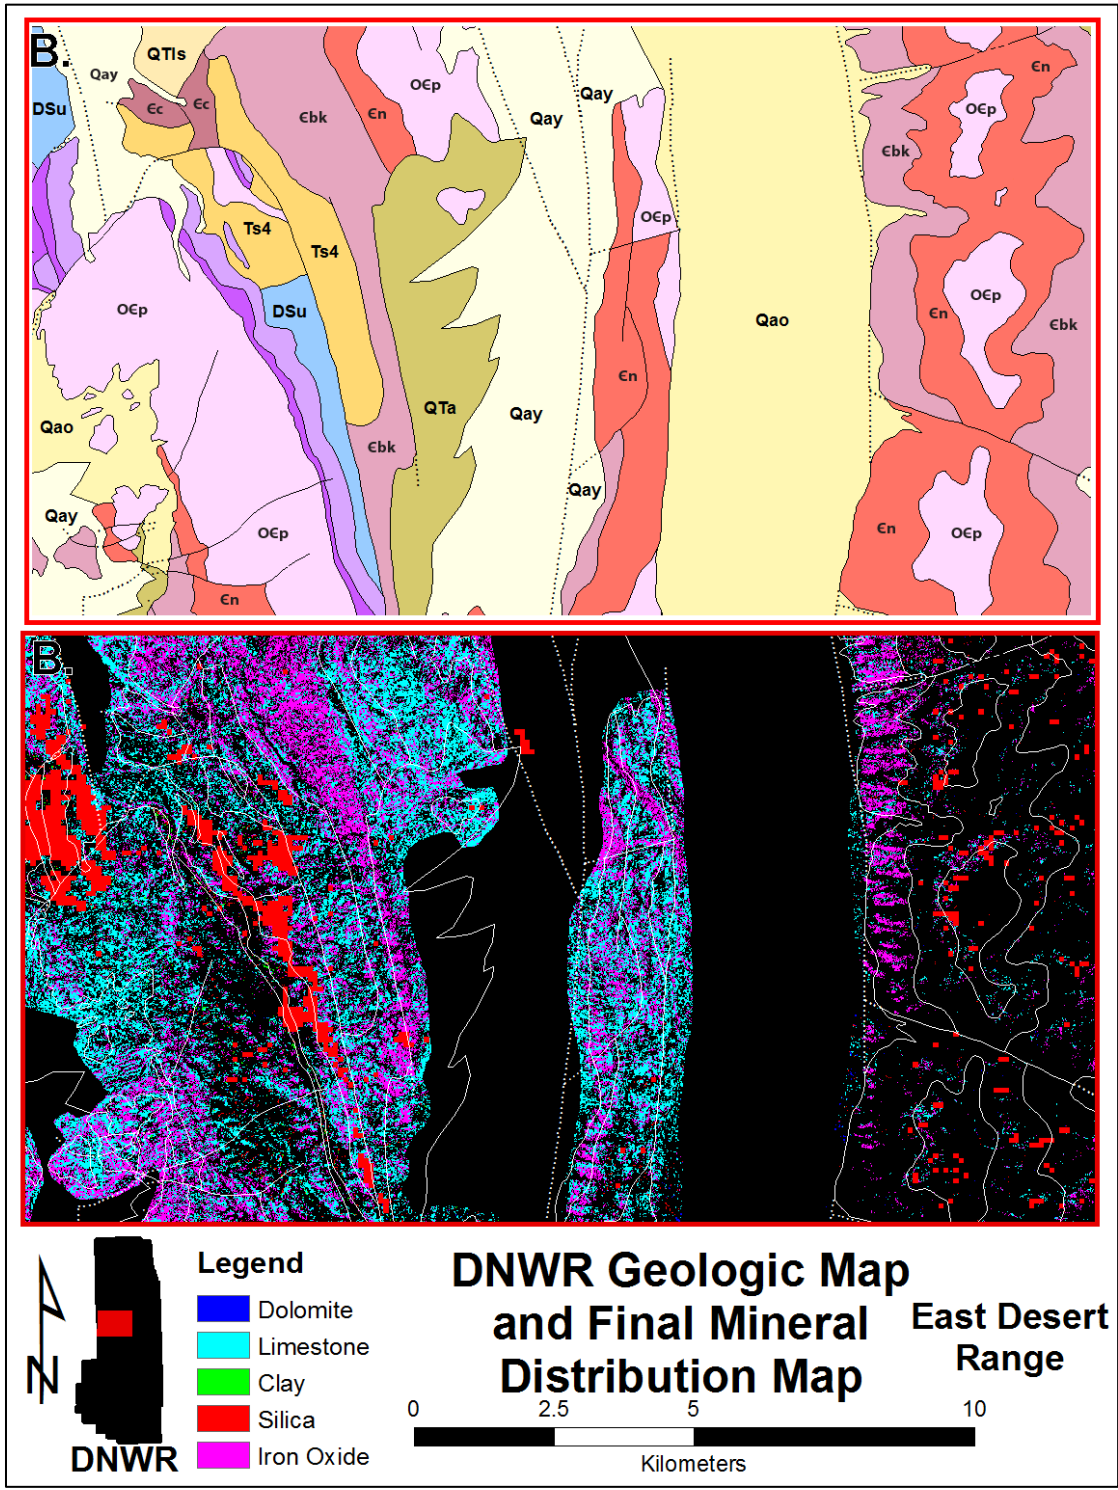 B.
QTls
Qay
DSu
Єc
Єc
Єbk
Єn
OЄp
Qay
Qay
Єn
OЄp
Єbk
OЄp
Ts4
Ts4
DSu
OЄp
Qao
OЄp
Єn
Єbk
Єn
QTa
Qay
Qao
Єbk
Qay
Qay
OЄp
Єn
OЄp
Єn
B.
Legend
Dolomite
Limestone
Clay
Silica
Iron Oxide
N
DNWR
DNWR Geologic Map
and Final Mineral
Distribution Map
East Desert
Range
0 2.5 5 10
Kilometers